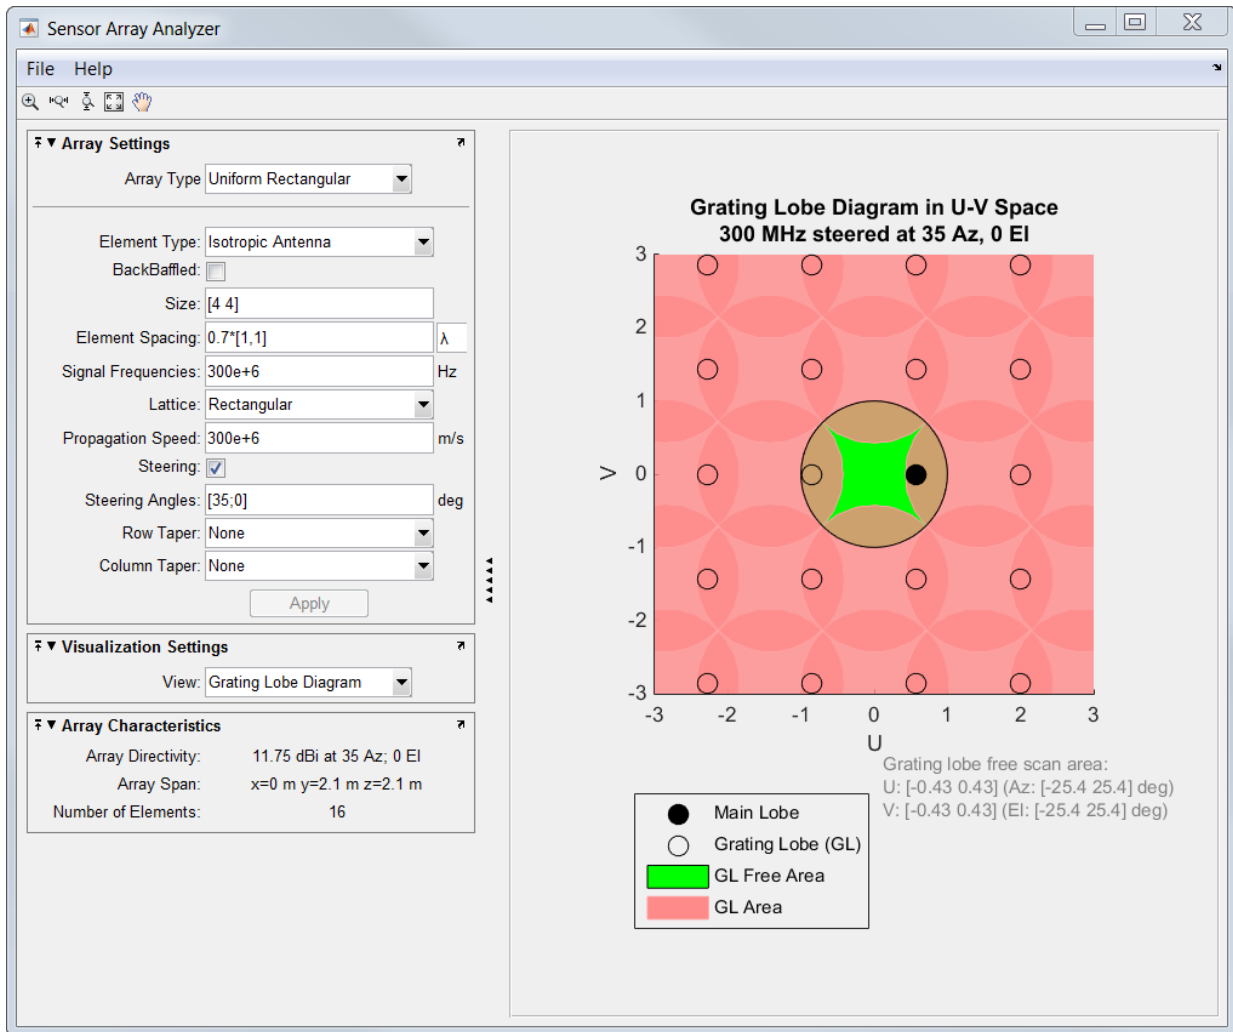 Sensor Array Analyzer
File Help
Array Settings
Array Type Uniform Rectangular
Element Type: Isotropic Antenna
BackBaffled:
Size: [4 4]
Element Spacing: 0.7*[1,1] λ
Signal Frequencies: 300e+6 Hz
Lattice: Rectangular
Propagation Speed: 300e+6 m/s
Steering:
Steering Angles: [35;0] deg
Row Taper: None
Column Taper: None
Apply
Visualization Settings
View: Grating Lobe Diagram
Array Characteristics
Array Directivity: 11.75 dBi at 35 Az; 0 El
Array Span: x=0 m y=2.1 m z=2.1 m
Number of Elements: 16
Grating Lobe Diagram in U-V Space
300 MHz steered at 35 Az, 0 El
3
2
1
V 0
-1
-2
-3
-3 -2 -1 0 1 2 3
U
Grating lobe free scan area:
U: [-0.43 0.43] (Az: [-25.4 25.4] deg)
V: [-0.43 0.43] (El: [-25.4 25.4] deg)
Main Lobe
Grating Lobe (GL)
GL Free Area
GL Area